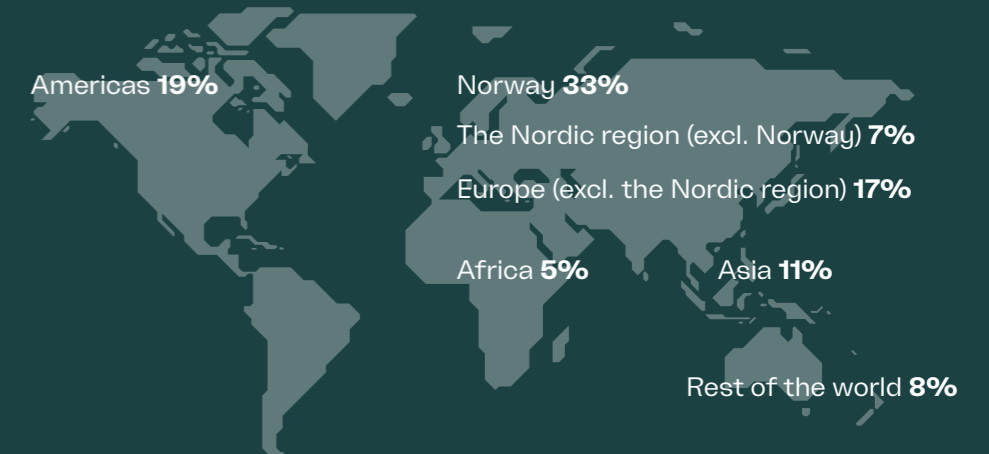 Americas 19%
Norway 33%
The Nordic region (excl. Norway) 7%
Europe (excl. the Nordic region) 17%
Africa 5%
Asia 11%
Rest of the world 8%